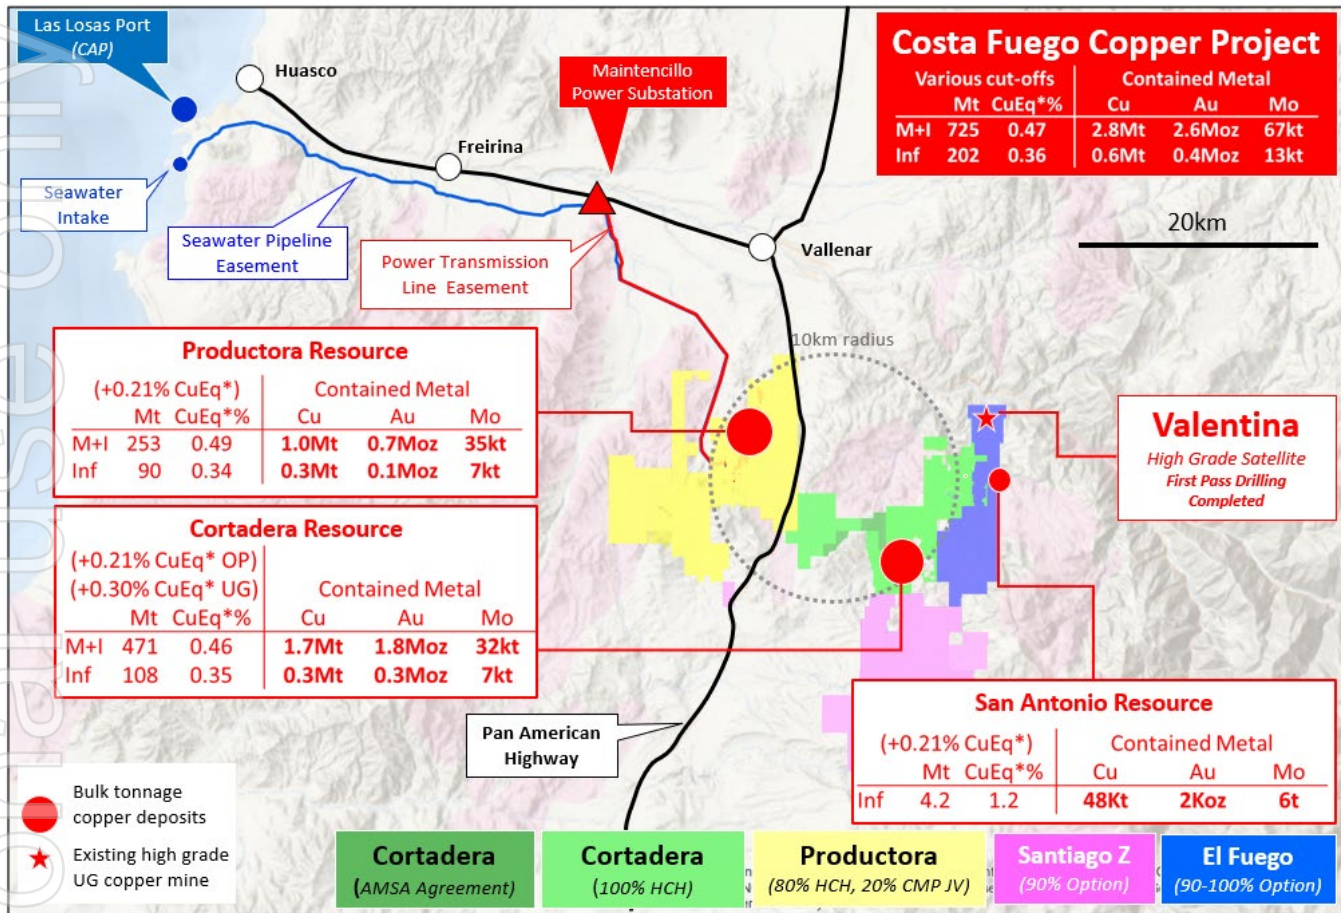 Las Losas Port
(CAP)
Huasco
Maintencillo
Power Substation
Freirina
Seawater
Intake
Seawater Pipeline
Easement
Power Transmission
Line Easement
Vallenar
Costa Fuego Copper Project
Various cut-offs Contained Metal
Mt CuEq*% Cu Au Mo
M+I 725 0.47 2.8Mt 2.6Moz 67kt
Inf 202 0.36 0.6Mt 0.4Moz 13kt
20km
10km radius
Productora Resource
(+0.21% CuEq*) Contained Metal
Mt CuEq*% Cu Au Mo
M+I 253 0.49 1.0Mt 0.7Moz 35kt
Inf 90 0.34 0.3Mt 0.1Moz 7kt
Valentina
High Grade Satellite
First Pass Drilling
Completed
Cortadera Resource
(+0.21% CuEq* OP)
(+0.30% CuEq* UG) Contained Metal
Mt CuEq*% Cu Au Mo
M+I 471 0.46 1.7Mt 1.8Moz 32kt
Inf 108 0.35 0.3Mt 0.3Moz 7kt
San Antonio Resource
(+0.21% CuEq*) Contained Metal
Mt CuEq*% Cu Au Mo
Inf 4.2 1.2 48Kt 2Koz 6t
Pan American
Highway
Bulk tonnage
copper deposits
Existing high grade
UG copper mine
Cortadera
(AMSA Agreement)
Cortadera
(100% HCH)
Productora
(80% HCH, 20% CMP JV)
Santiago Z
(90% Option)
El Fuego
(90-100% Option)
use only